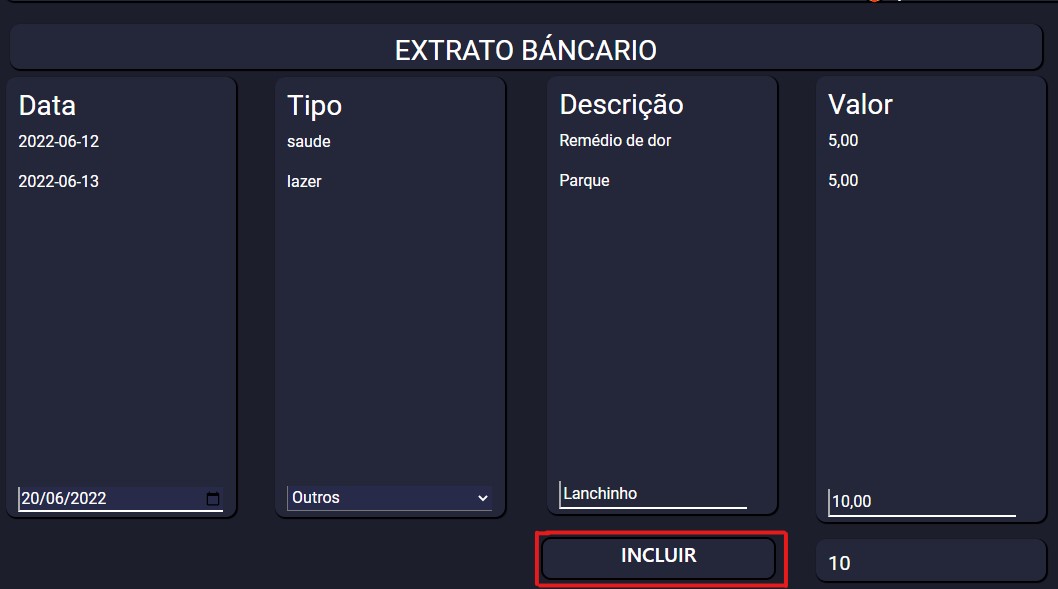 EXTRATO BÁNCARIO
Data
2022-06-12
2022-06-13
20/06/2022
Tipo
saude
lazer
Outros
Descrição
Remédio de dor
Parque
Lanchinho
INCLUIR
Valor
5,00
5,00
10,00
10